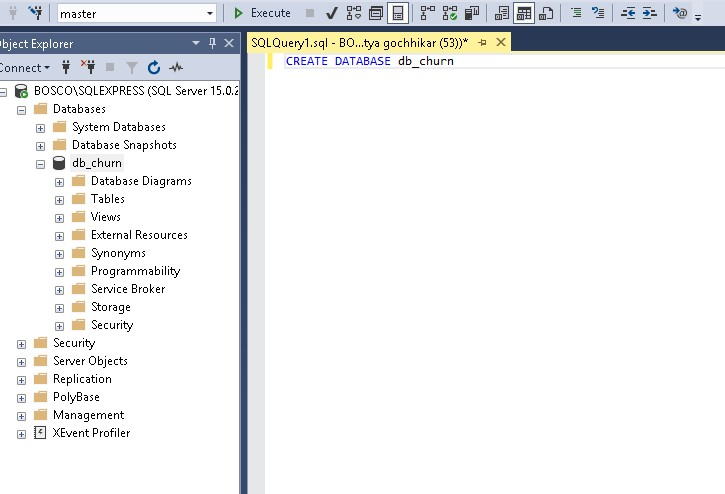 master
Execute
Object Explorer
Connect
BOSCO\SQLEXPRESS (SQL Server 15.0.2
Databases
System Databases
Database Snapshots
db_churn
Database Diagrams
Tables
Views
External Resources
Synonyms
Programmability
Service Broker
Storage
Security
Security
Server Objects
Replication
PolyBase
Management
XEvent Profiler
SQLQuery1.sql - BO...tya gochhikar (53))*
CREATE DATABASE db_churn